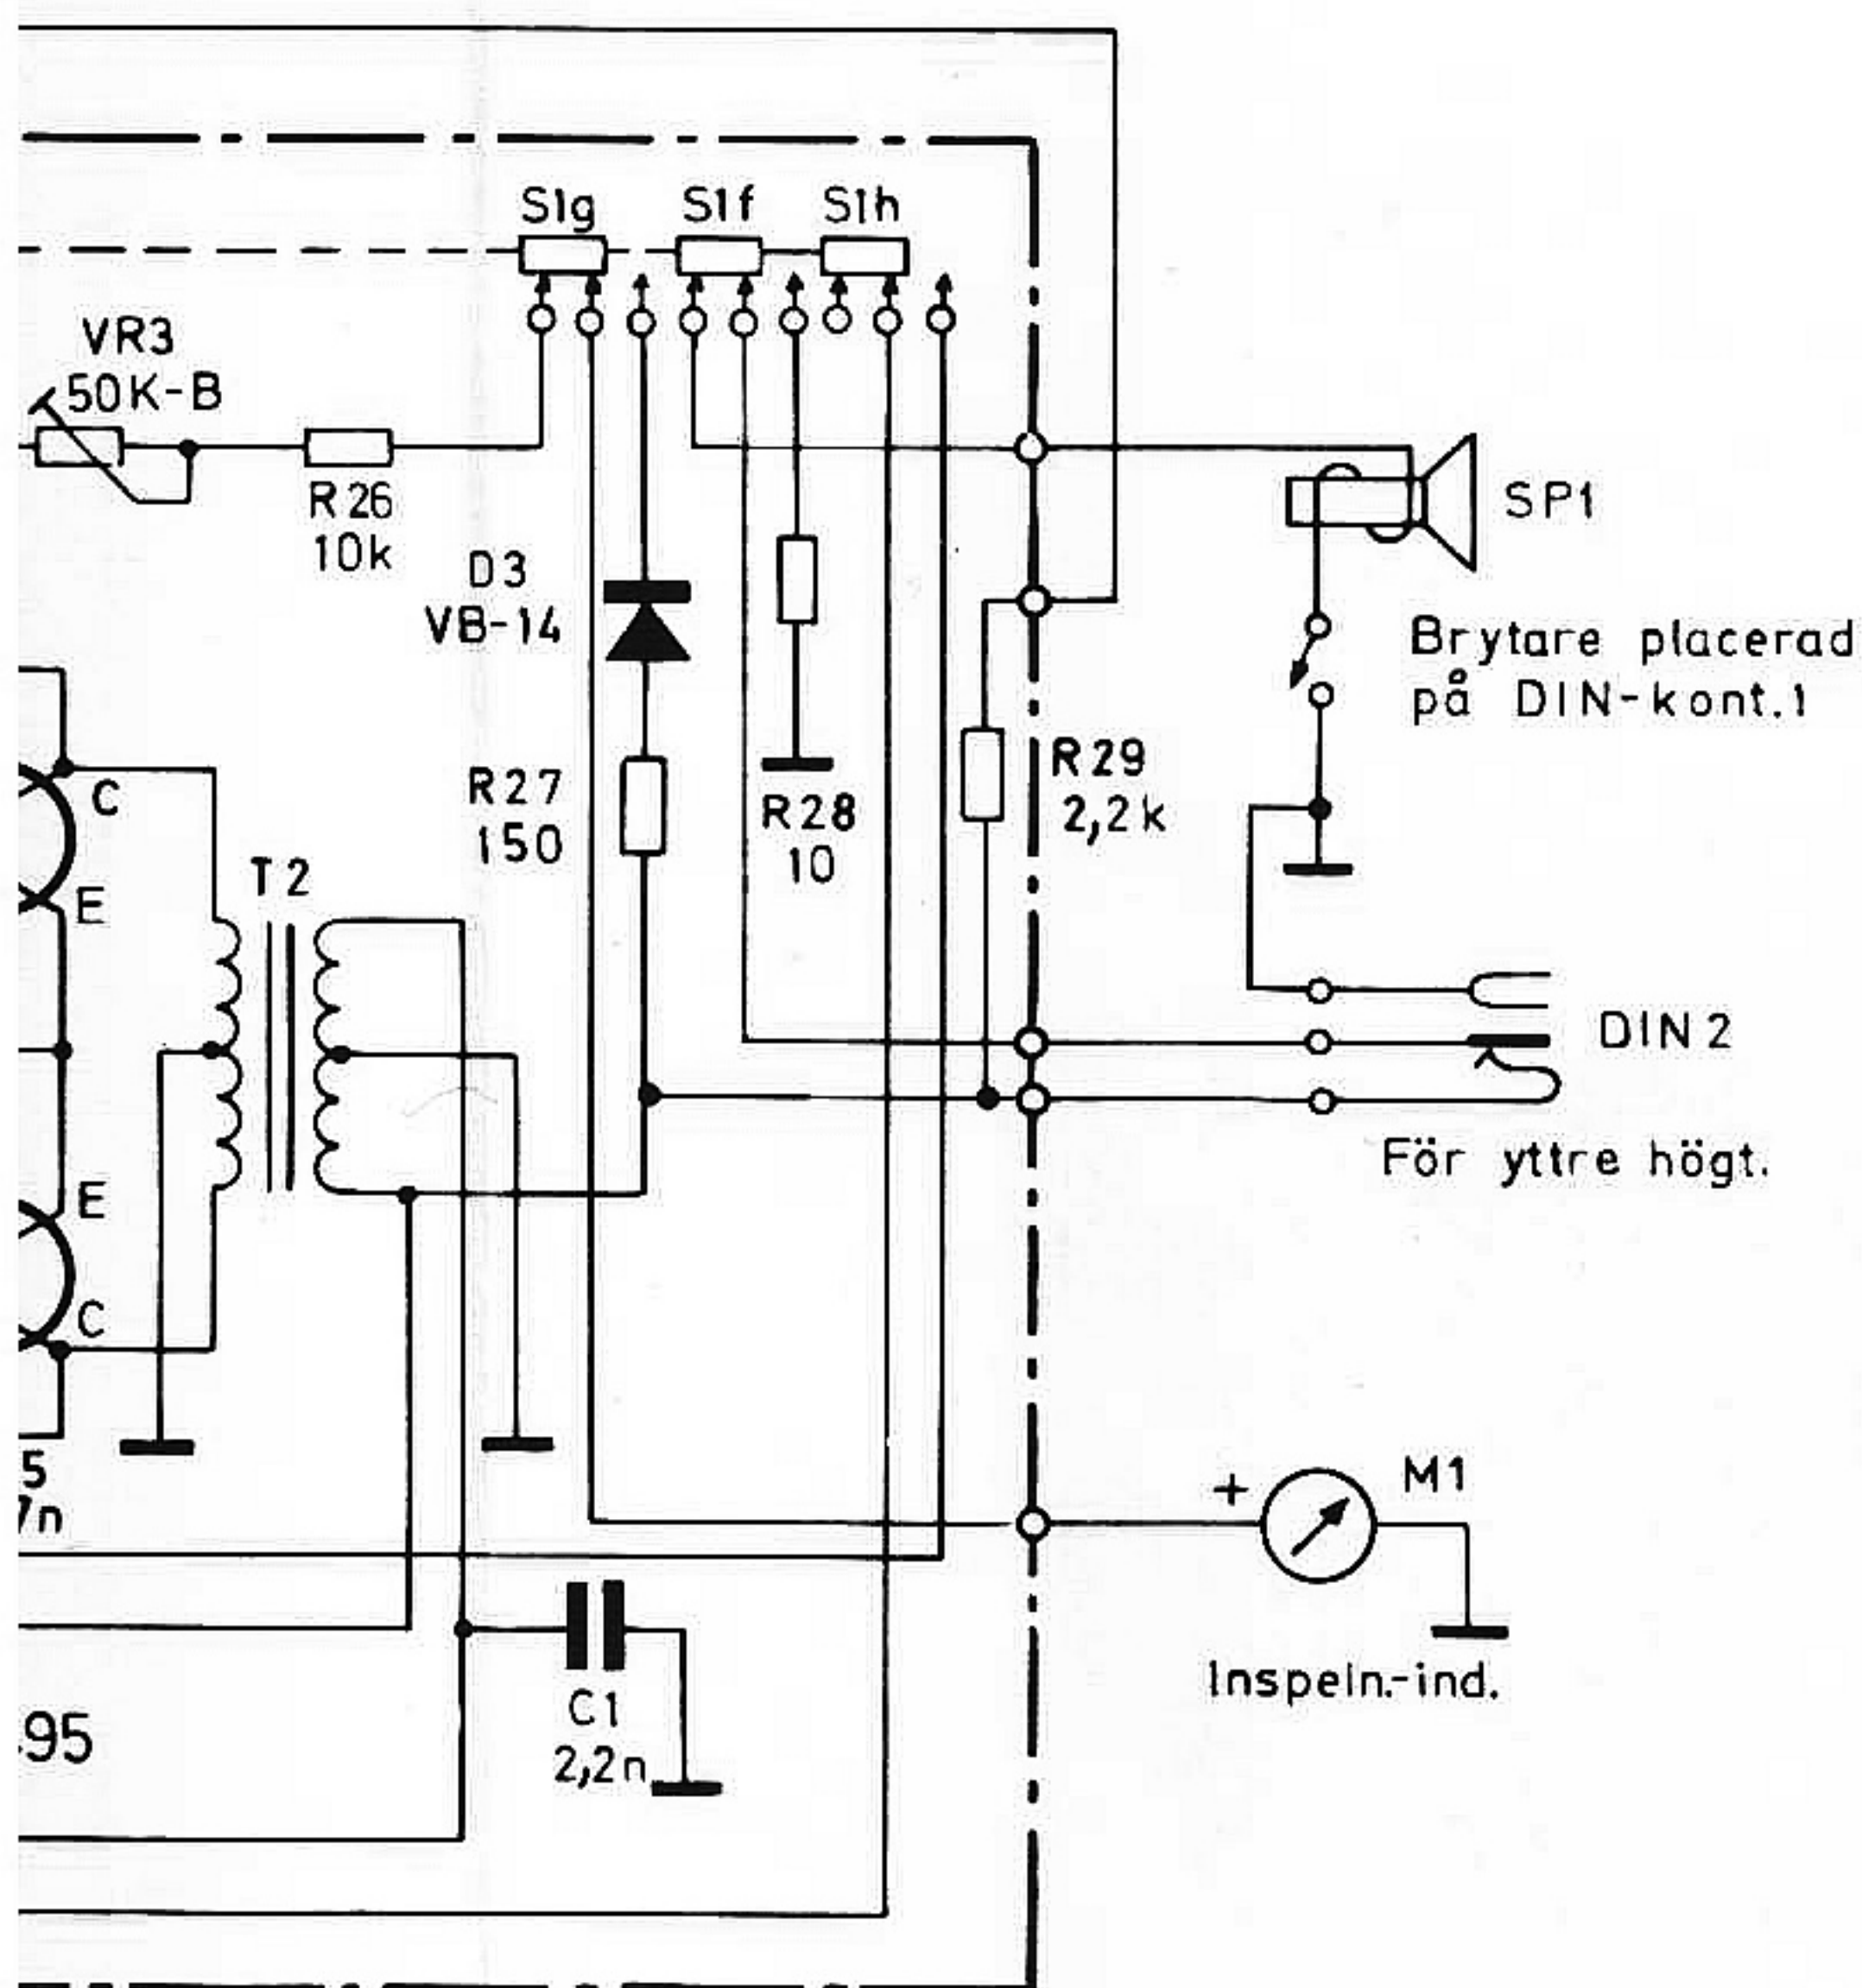 S1g
S1f
S1h
VR3
50K-B
R26
10k
D3
VB-14
SP1
Brytare placerad
på DIN-kont.1
R27
150
R28
10
R29
2,2k
C
E
T2
DIN2
För yttre högt.
E
C
5
7n
+
M1
Inspeln.-ind.
C1
2,2n
95